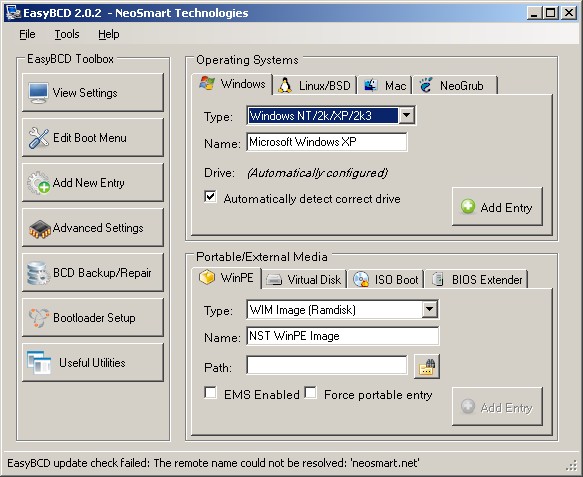 EasyBCD 2.0.2 - NeoSmart Technologies
File Tools Help
EasyBCD Toolbox
View Settings
Edit Boot Menu
Add New Entry
Advanced Settings
BCD Backup/Repair
Bootloader Setup
Useful Utilities
Operating Systems
Windows Linux/BSD Mac NeoGrub
Type: Windows NT/2k/XP/2k3
Name: Microsoft Windows XP
Drive: (Automatically configured)
Automatically detect correct drive
Add Entry
Portable/External Media
WinPE Virtual Disk ISO Boot BIOS Extender
Type: WIM Image (Ramdisk)
Name: NST WinPE Image
Path:
EMS Enabled Force portable entry
Add Entry
EasyBCD update check failed: The remote name could not be resolved: 'neosmart.net'